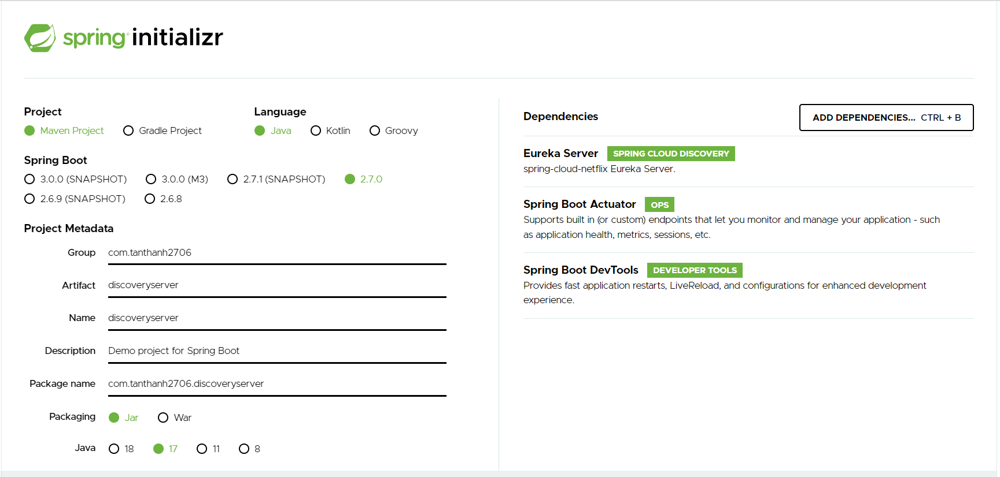 spring initializr
Project
Maven Project Gradle Project
Language
Java Kotlin Groovy
Spring Boot
3.0.0 (SNAPSHOT) 3.0.0 (M3) 2.7.1 (SNAPSHOT) 2.7.0
2.6.9 (SNAPSHOT) 2.6.8
Project Metadata
Group com.tanthanh2706
Artifact discoveryserver
Name discoveryserver
Description Demo project for Spring Boot
Package name com.tanthanh2706.discoveryserver
Packaging Jar War
Java 18 17 11 8
Dependencies ADD DEPENDENCIES... CTRL + B
Eureka Server SPRING CLOUD DISCOVERY
spring-cloud-netflix Eureka Server.
Spring Boot Actuator OPS
Supports built in (or custom) endpoints that let you monitor and manage your application - such
as application health, metrics, sessions, etc.
Spring Boot DevTools DEVELOPER TOOLS
Provides fast application restarts, LiveReload, and configurations for enhanced development
experience.